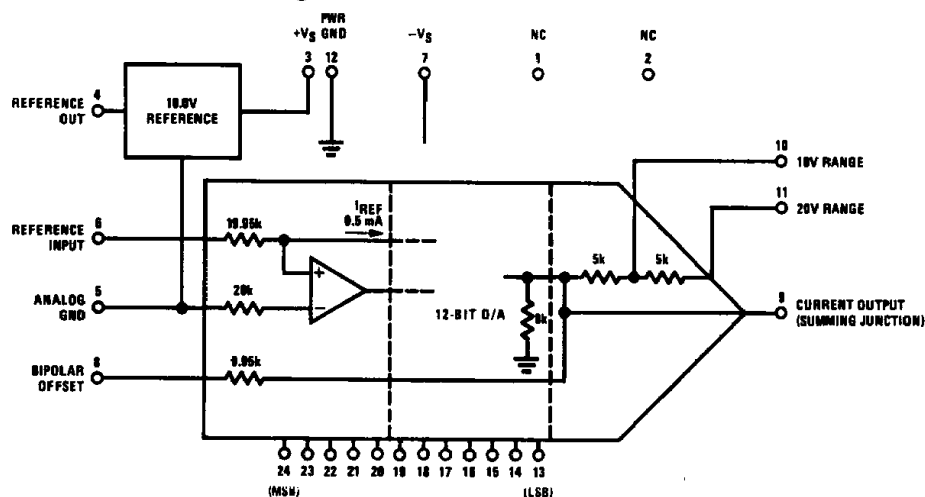 +VS
PWR GND
-VS
NC
NC
3
12
7
1
2
4
REFERENCE OUT
10.0V REFERENCE
10
10V RANGE
11
20V RANGE
6
REFERENCE INPUT
19.95k
IREF
0.5 mA
5k
5k
5
ANALOG GND
20k
12-BIT D/A
8k
9
CURRENT OUTPUT
(SUMMING JUNCTION)
8
BIPOLAR OFFSET
9.95k
24 23 22 21 20 19 18 17 16 15 14 13
(MSB) (LSB)